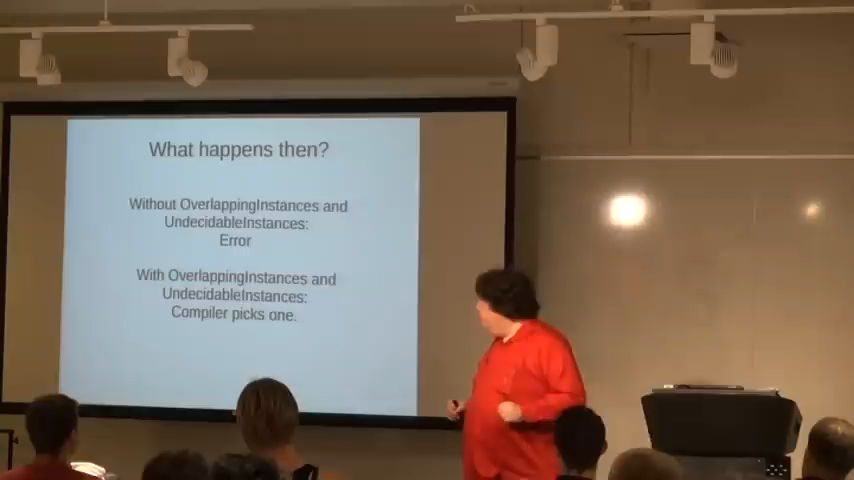 What happens then?
Without OverlappingInstances and
UndecidableInstances:
Error
With OverlappingInstances and
UndecidableInstances:
Compiler picks one.